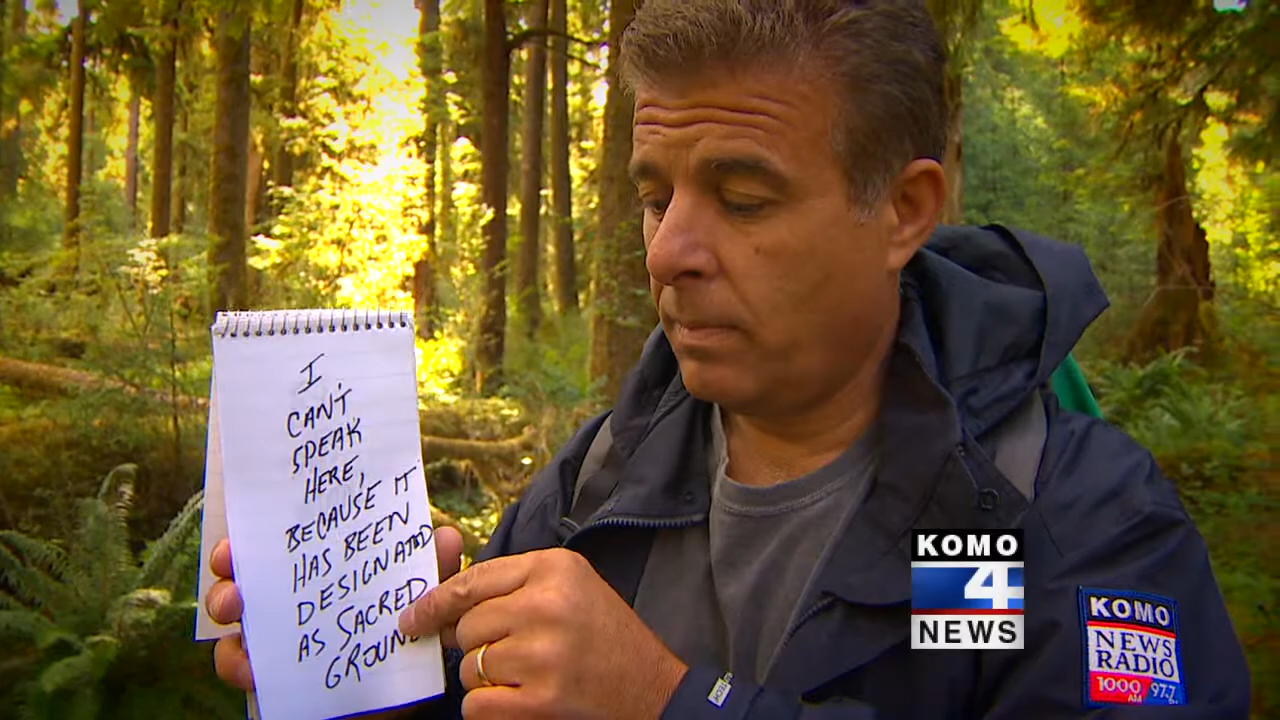 I
CAN'T
SPEAK
HERE,
BECAUSE IT
HAS BEEN
DESIGNATED
AS SACRED
GROUND
KOMO
4
NEWS
KOMO
NEWS
RADIO
1000 97.7
AM